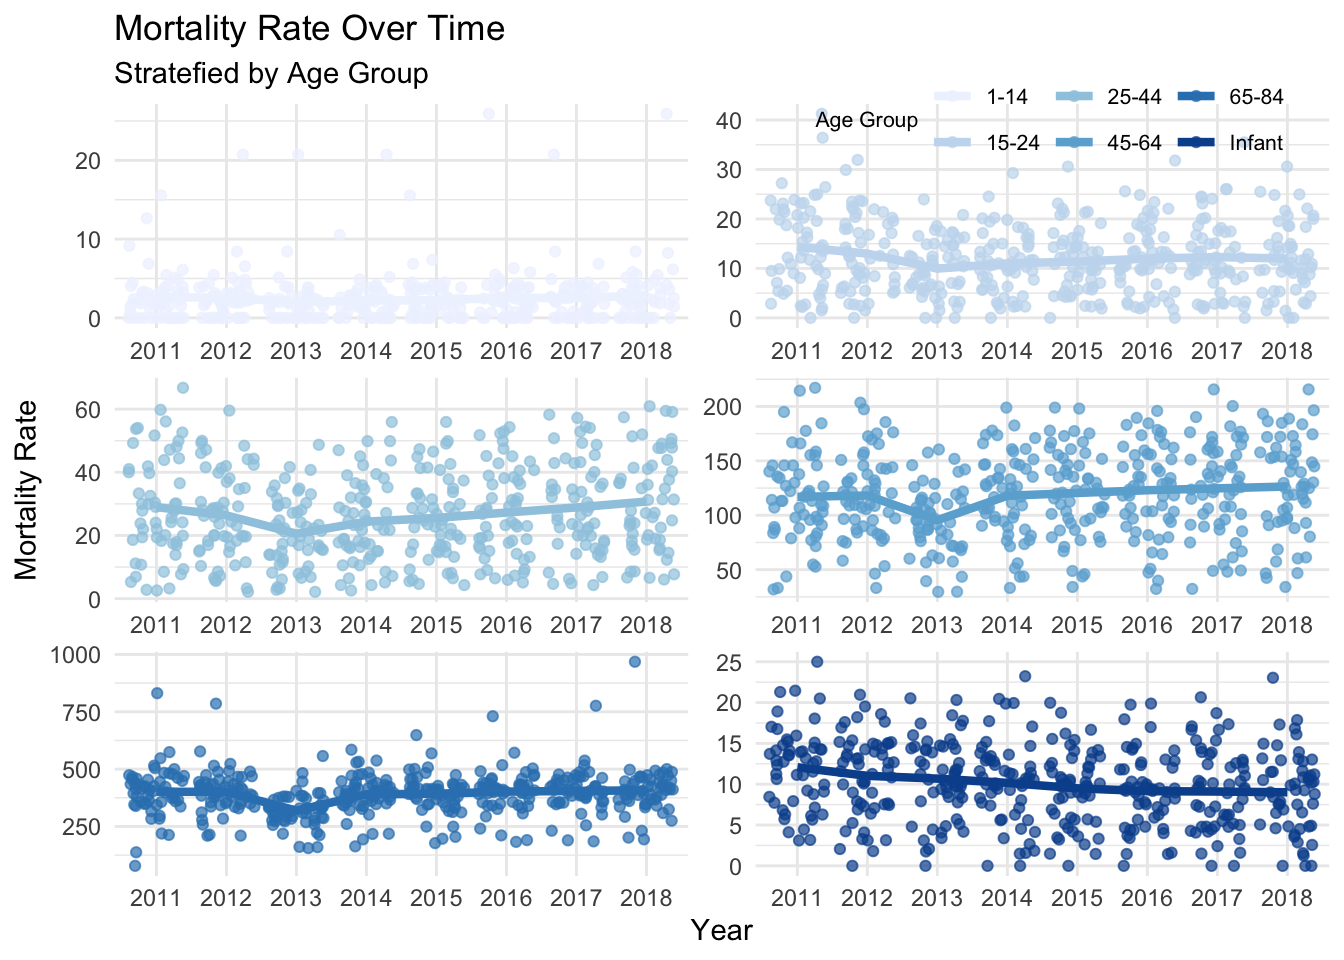 Mortality Rate Over Time
Stratefied by Age Group
Age Group
1-14 25-44 65-84
15-24 45-64 Infant
20
10
0
2011 2012 2013 2014 2015 2016 2017 2018
40
30
20
10
0
2011 2012 2013 2014 2015 2016 2017 2018
Mortality Rate
60
40
20
0
2011 2012 2013 2014 2015 2016 2017 2018
200
150
100
50
2011 2012 2013 2014 2015 2016 2017 2018
1000
750
500
250
2011 2012 2013 2014 2015 2016 2017 2018
25
20
15
10
5
0
2011 2012 2013 2014 2015 2016 2017 2018
Year